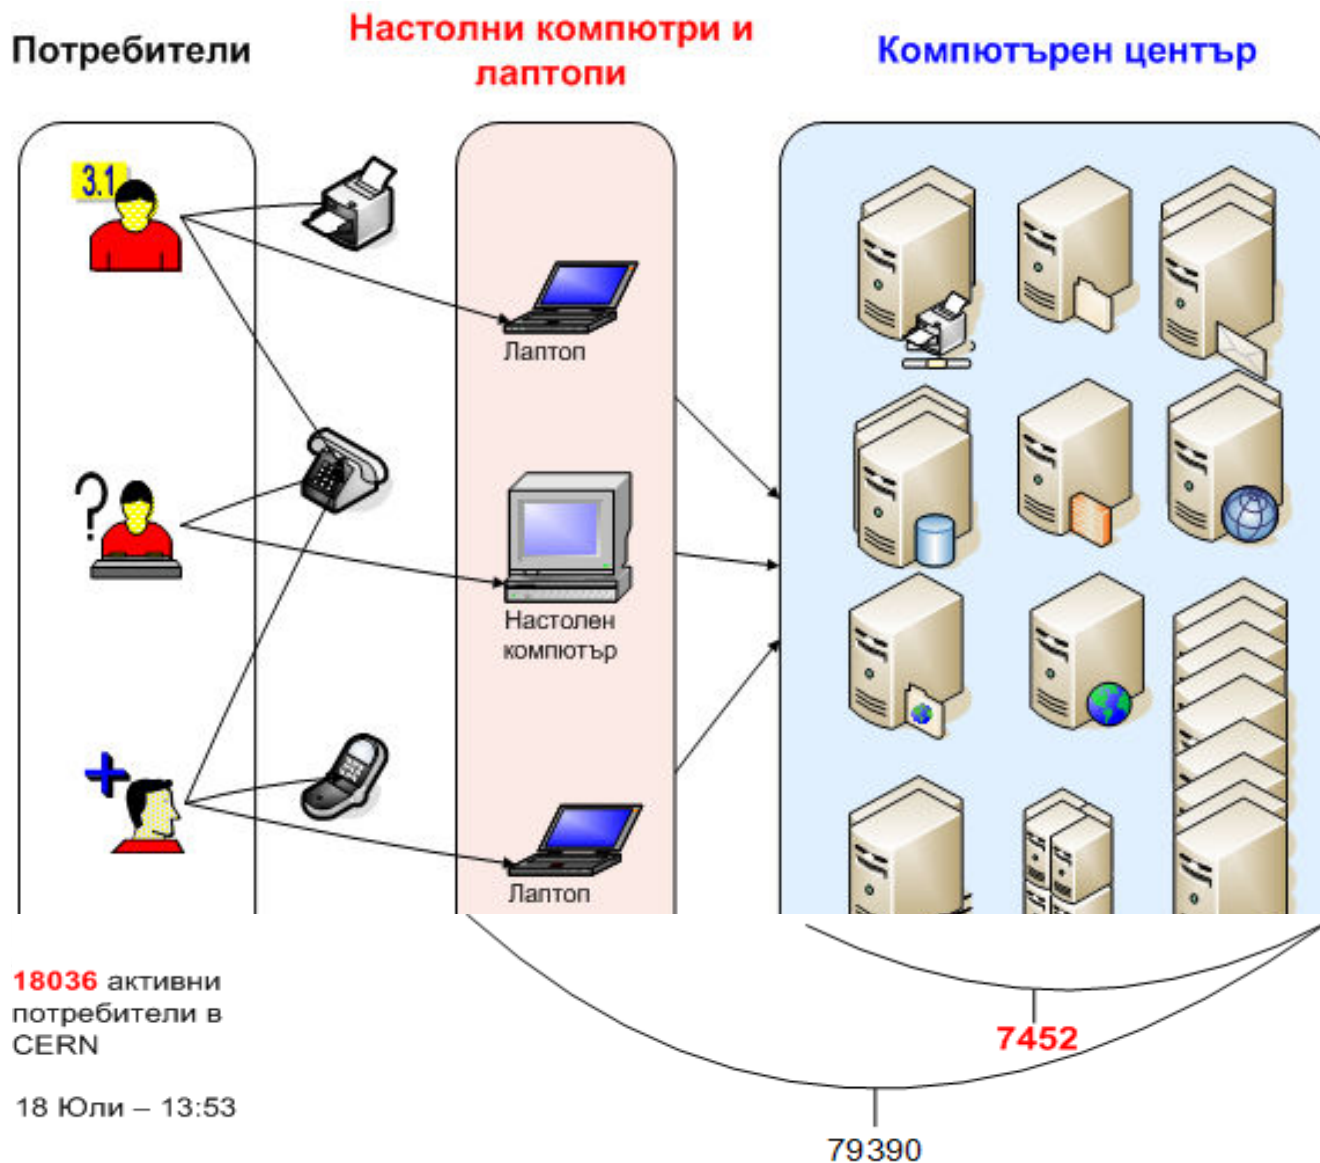 Потребители
Настолни компютри и
лаптопи
Компютърен център
3.1
?
Лаптоп
Настолен
компютър
Лаптоп
18036 активни
потребители в
CERN
18 Юли – 13:53
7452
79390